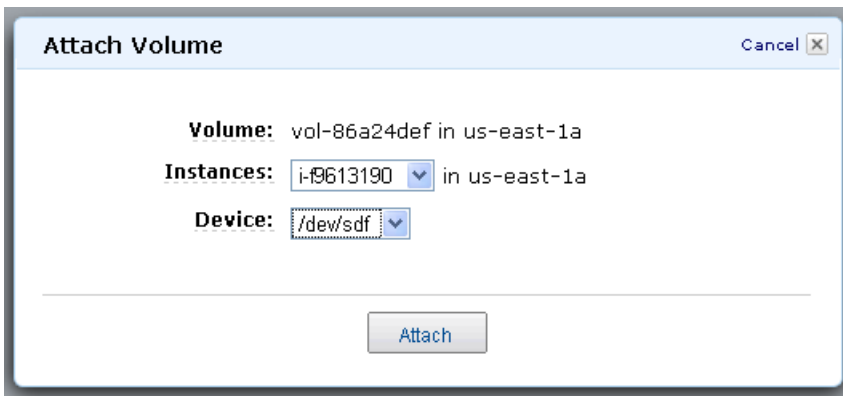 Attach Volume
Cancel
Volume: vol-86a24def in us-east-1a
Instances: i-f9613190 in us-east-1a
Device: /dev/sdf
Attach